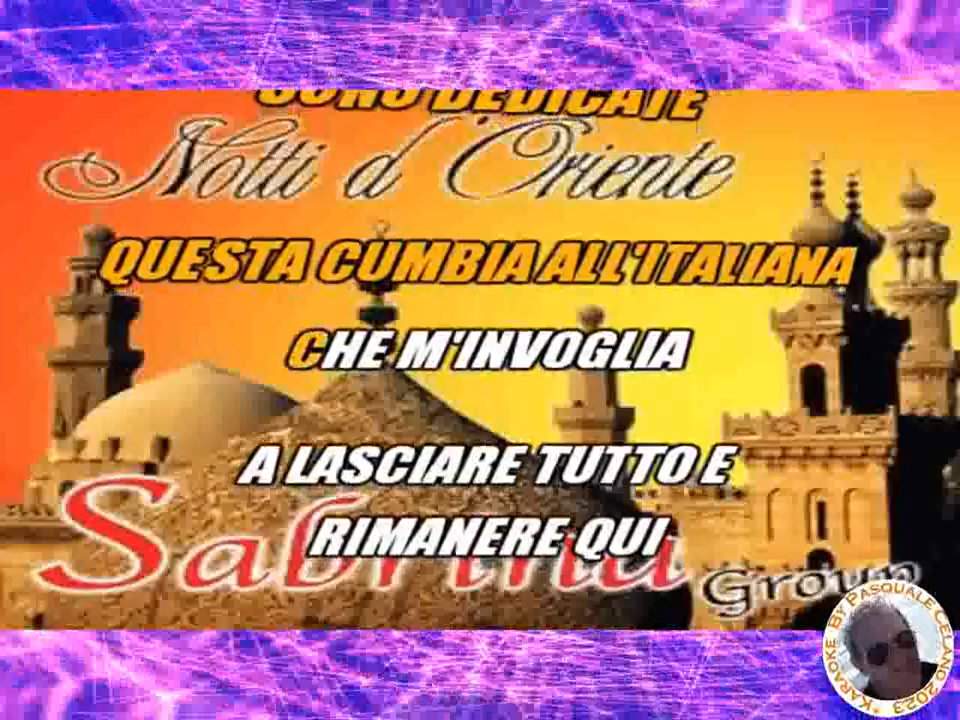 SONO DEDICATE
Notti d Oriente
QUESTA CUMBIA ALL'ITALIANA
CHE M'INVOGLIA
A LASCIARE TUTTO E
RIMANERE QUI
Sabrina Group
* KARAOKE BY PASQUALE CELANO 2023